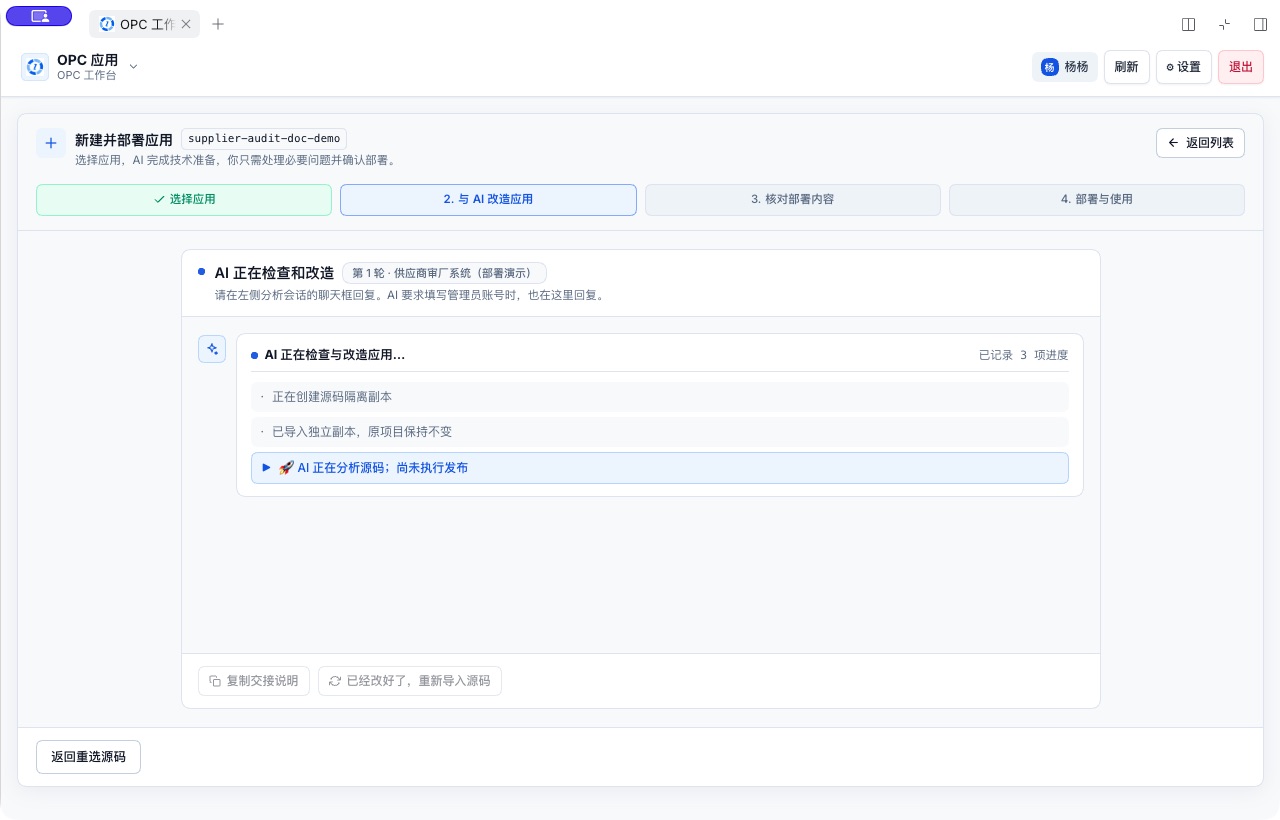 OPC 工作
OPC 应用
OPC 工作台
杨 杨杨
刷新
设置
退出
新建并部署应用 supplier-audit-doc-demo
选择应用，AI 完成技术准备，你只需处理必要问题并确认部署。
← 返回列表
✓ 选择应用
2. 与 AI 改造应用
3. 核对部署内容
4. 部署与使用
AI 正在检查和改造 第 1 轮 · 供应商审厂系统（部署演示）
请在左侧分析会话的聊天框回复。AI 要求填写管理员账号时，也在这里回复。
AI 正在检查与改造应用... 已记录 3 项进度
· 正在创建源码隔离副本
· 已导入独立副本，原项目保持不变
▶ 🚀 AI 正在分析源码；尚未执行发布
复制交接说明
已经改好了，重新导入源码
返回重选源码